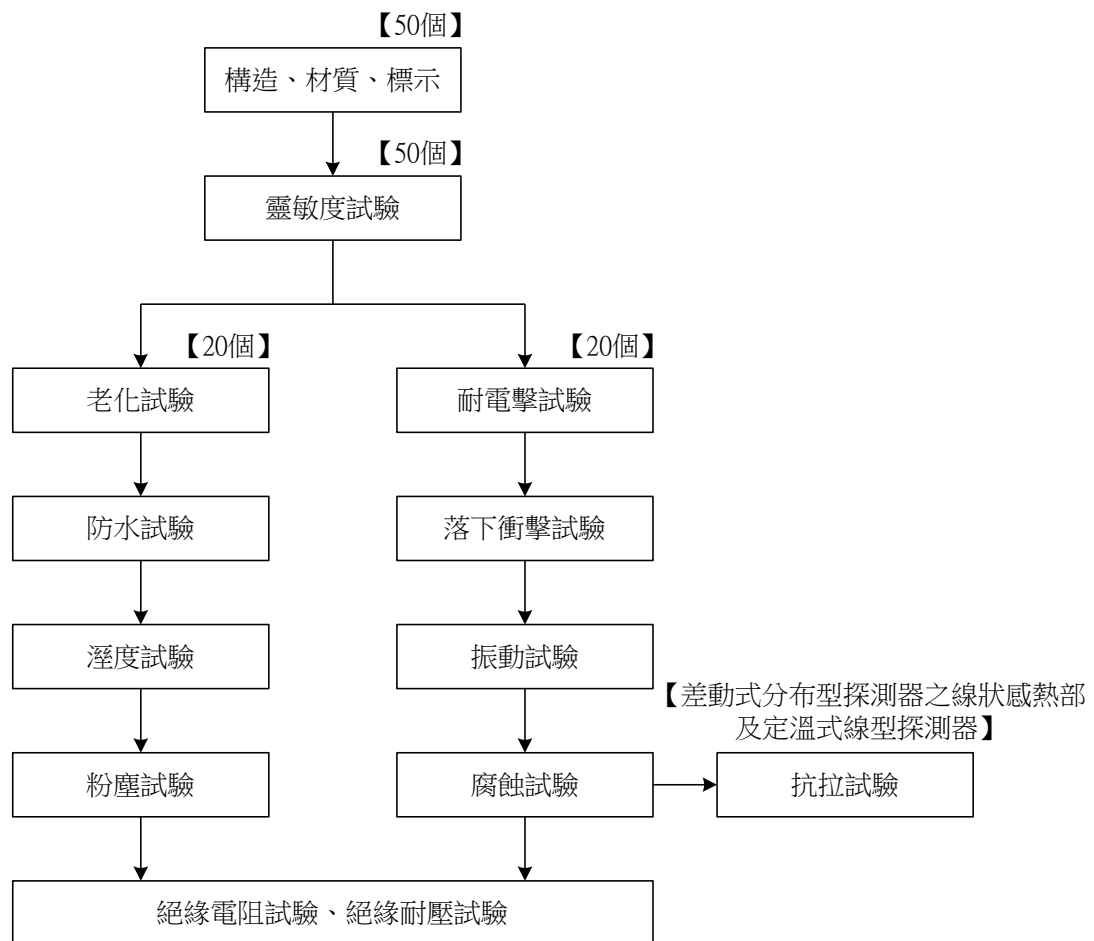 【50個】
構造、材質、標示
【50個】
靈敏度試驗
【20個】
【20個】
老化試驗
耐電擊試驗
防水試驗
落下衝擊試驗
溼度試驗
振動試驗
【差動式分布型探測器之線狀感熱部
及定溫式線型探測器】
粉塵試驗
腐蝕試驗
抗拉試驗
絕緣電阻試驗、絕緣耐壓試驗